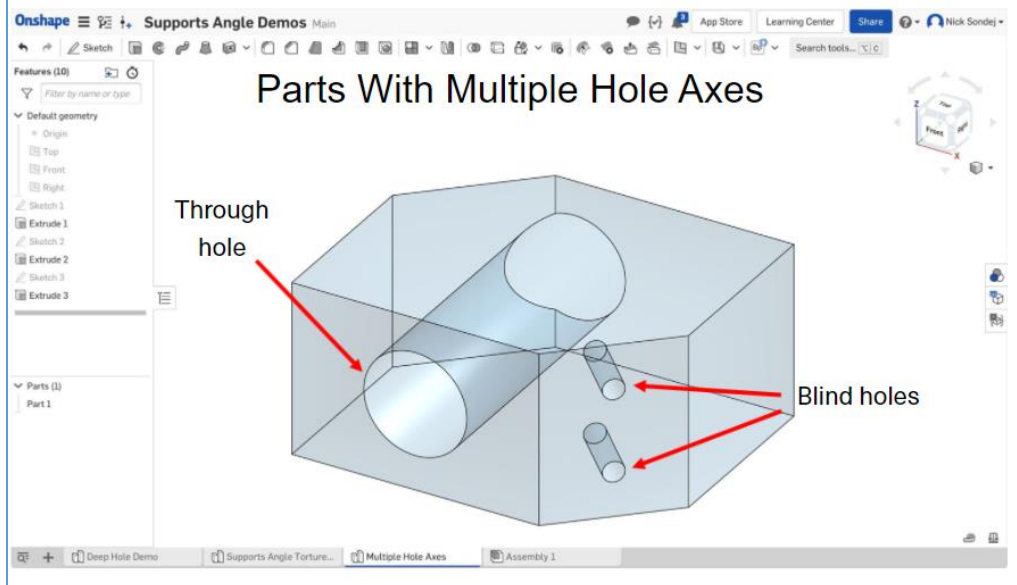 Onshape Supports Angle Demos Main App Store Learning Center Share Nick Sondej
Sketch Search tools... ⌥ C
Features (10)
Filter by name or type
Default geometry
Origin
Top
Front
Right
Sketch 1
Extrude 1
Sketch 2
Extrude 2
Sketch 3
Extrude 3
Parts (1)
Part 1
Parts With Multiple Hole Axes
Z
Front
Right
X
Through
hole
Blind holes
Deep Hole Demo Supports Angle Torture... Multiple Hole Axes Assembly 1